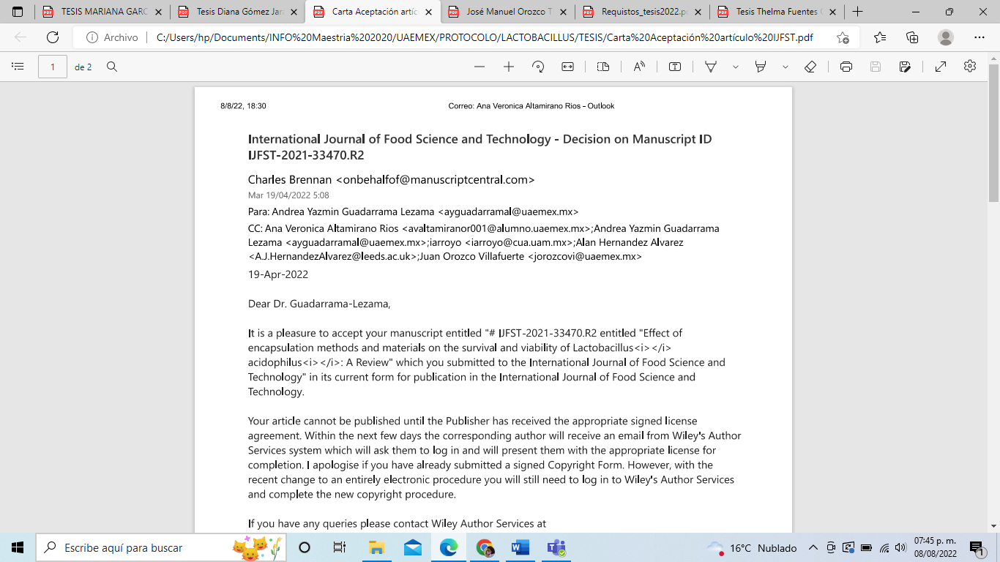 TESIS MARIANA GARC
Tesis Diana Gómez Jar
Carta Aceptación artíc
José Manuel Orozco T
Requistos_tesis2022.p
Tesis Thelma Fuentes
Archivo
C:/Users/hp/Documents/INFO%20Maestria%202020/UAEMEX/PROTOCOLO/LACTOBACILLUS/TESIS/Carta%20Aceptación%20artículo%20IJFST.pdf
1 de 2
8/8/22, 18:30
Correo: Ana Veronica Altamirano Rios – Outlook
International Journal of Food Science and Technology - Decision on Manuscript ID
IJFST-2021-33470.R2
Charles Brennan <onbehalfof@manuscriptcentral.com>
Mar 19/04/2022 5:08
Para: Andrea Yazmin Guadarrama Lezama <ayguadarramal@uaemex.mx>
CC: Ana Veronica Altamirano Rios <avaltamiranor001@alumno.uaemex.mx>;Andrea Yazmin Guadarrama
Lezama <ayguadarramal@uaemex.mx>;iarroyo <iarroyo@cua.uam.mx>;Alan Hernandez Alvarez
<A.J.HernandezAlvarez@leeds.ac.uk>;Juan Orozco Villafuerte <jorozcovi@uaemex.mx>
19-Apr-2022
Dear Dr. Guadarrama-Lezama,
It is a pleasure to accept your manuscript entitled "# IJFST-2021-33470.R2 entitled "Effect of
encapsulation methods and materials on the survival and viability of Lactobacillus<i></i>
acidophilus<i></i>: A Review" which you submitted to the International Journal of Food Science and
Technology" in its current form for publication in the International Journal of Food Science and
Technology.
Your article cannot be published until the Publisher has received the appropriate signed license
agreement. Within the next few days the corresponding author will receive an email from Wiley's Author
Services system which will ask them to log in and will present them with the appropriate license for
completion. I apologise if you have already submitted a signed Copyright Form. However, with the
recent change to an entirely electronic procedure you will still need to log in to Wiley's Author Services
and complete the new copyright procedure.
If you have any queries please contact Wiley Author Services at
Escribe aquí para buscar
16°C Nublado
07:45 p. m.
08/08/2022
1